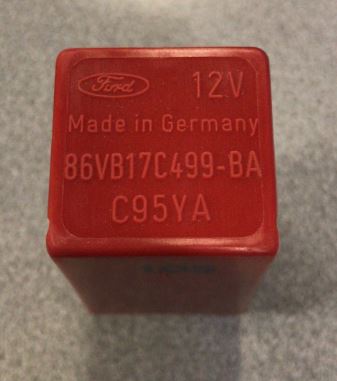 Ford 12V
Made in Germany
86VB17C499-BA
C95YA